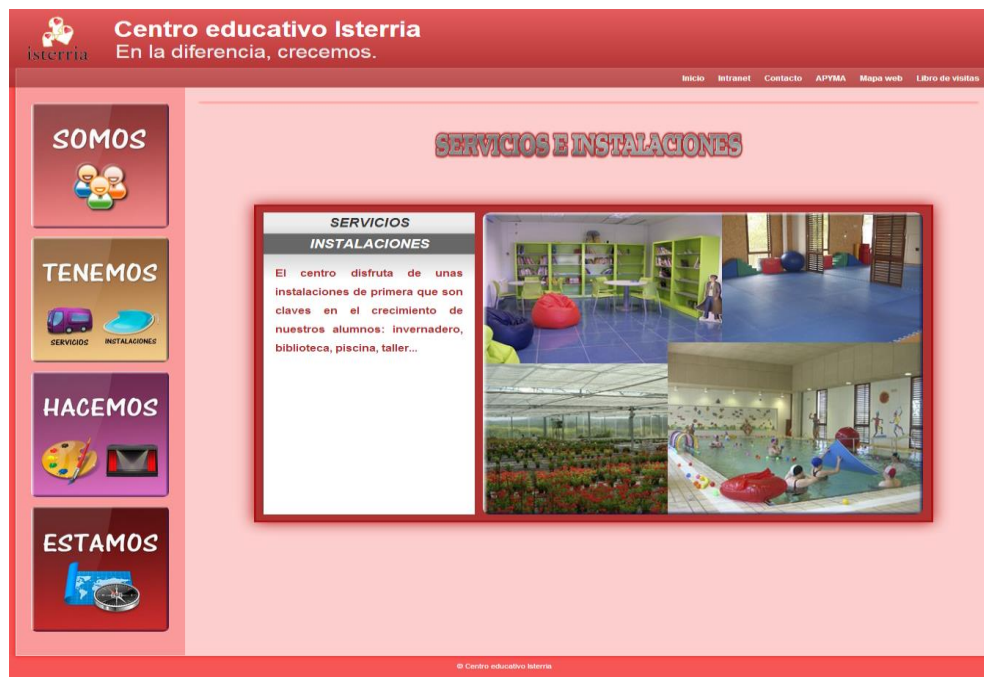 isterria
Centro educativo Isterria
En la diferencia, crecemos.
Inicio Intranet Contacto APYMA Mapa web Libro de visitas
SOMOS
TENEMOS
SERVICIOS INSTALACIONES
HACEMOS
ESTAMOS
SERVICIOS E INSTALACIONES
SERVICIOS
INSTALACIONES
El centro disfruta de unas
instalaciones de primera que son
claves en el crecimiento de
nuestros alumnos: invernadero,
biblioteca, piscina, taller...
© Centro educativo Isterria